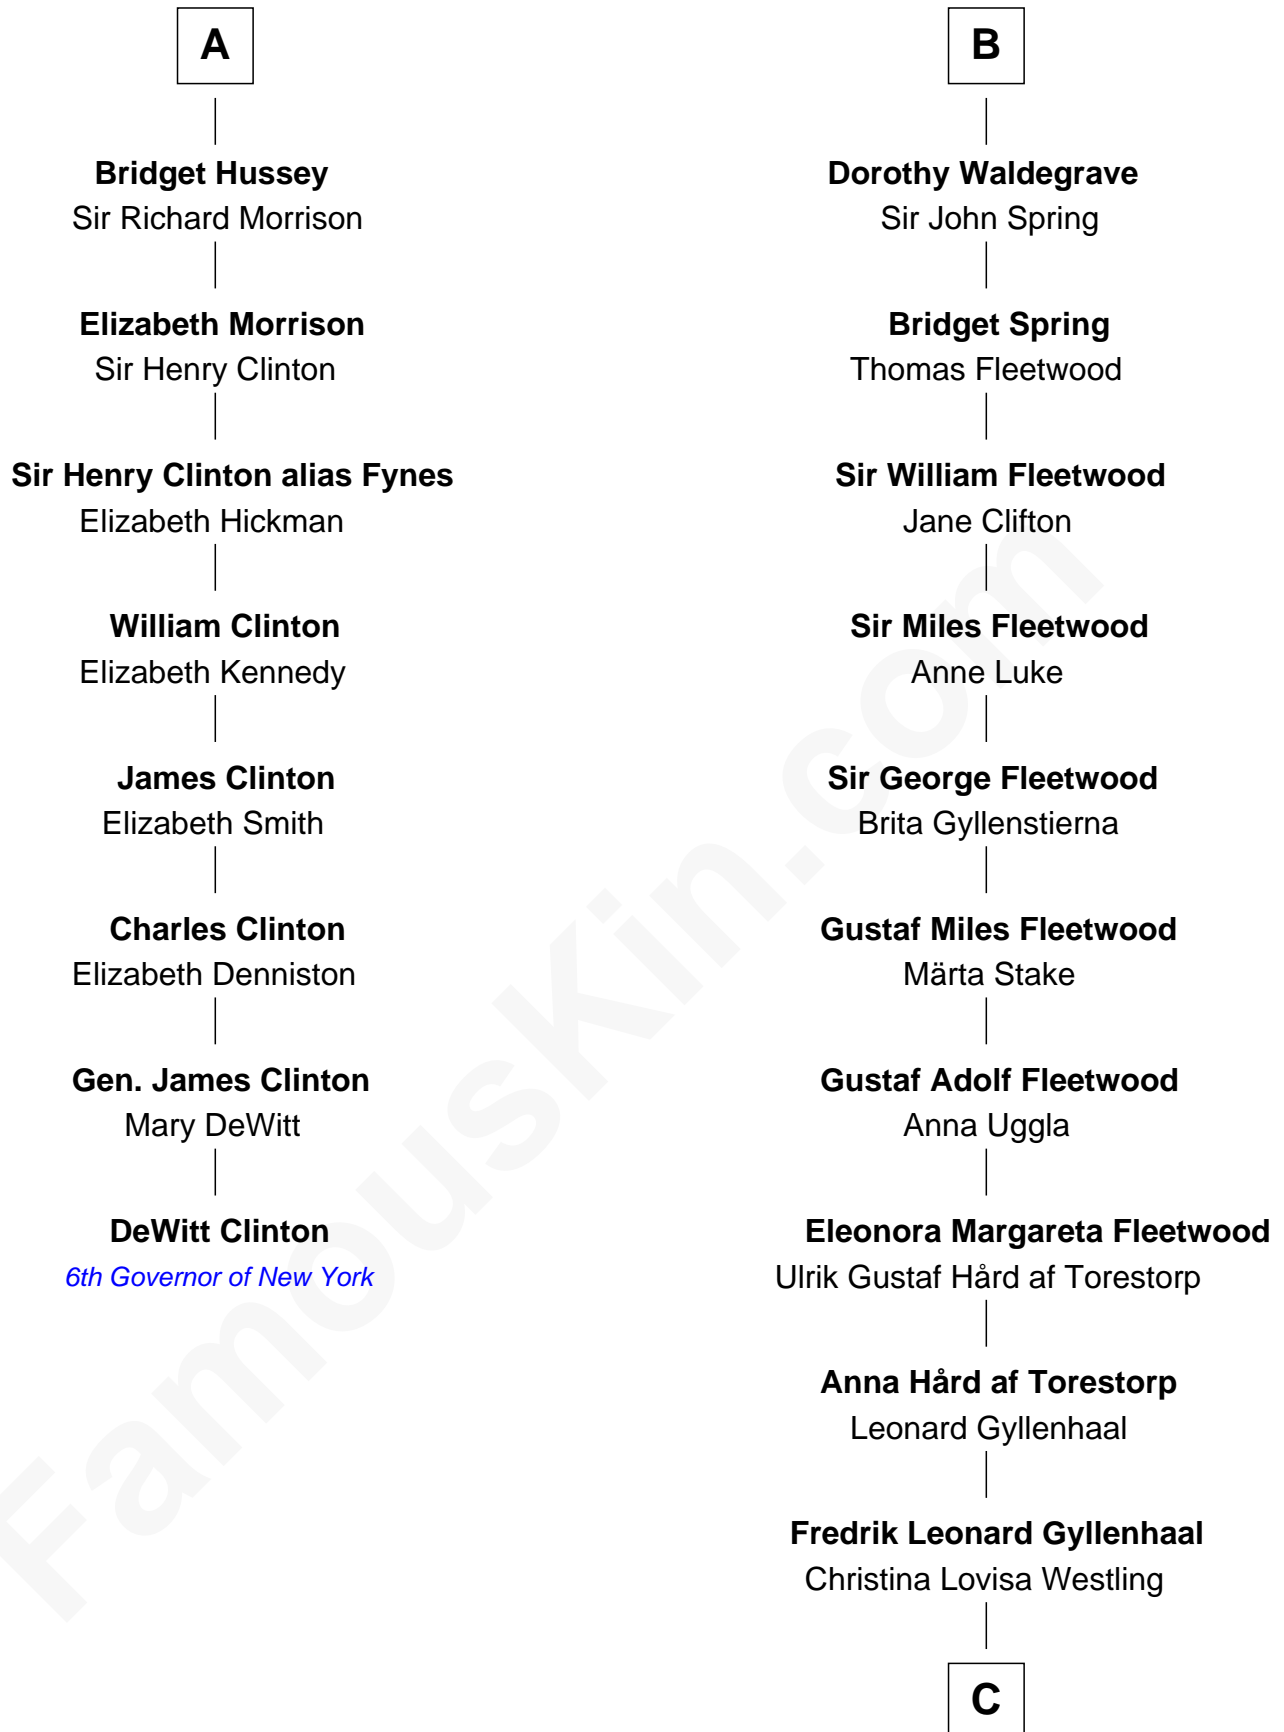 A
Bridget Hussey
Sir Richard Morrison
Elizabeth Morrison
Sir Henry Clinton
Sir Henry Clinton alias Fynes
Elizabeth Hickman
William Clinton
Elizabeth Kennedy
James Clinton
Elizabeth Smith
Charles Clinton
Elizabeth Denniston
Gen. James Clinton
Mary DeWitt
DeWitt Clinton
6th Governor of New York
B
Dorothy Waldegrave
Sir John Spring
Bridget Spring
Thomas Fleetwood
Sir William Fleetwood
Jane Clifton
Sir Miles Fleetwood
Anne Luke
Sir George Fleetwood
Brita Gyllenstierna
Gustaf Miles Fleetwood
Märta Stake
Gustaf Adolf Fleetwood
Anna Uggla
Eleonora Margareta Fleetwood
Ulrik Gustaf Hård af Torestorp
Anna Hård af Torestorp
Leonard Gyllenhaal
Fredrik Leonard Gyllenhaal
Christina Lovisa Westling
C
FamousKin.com